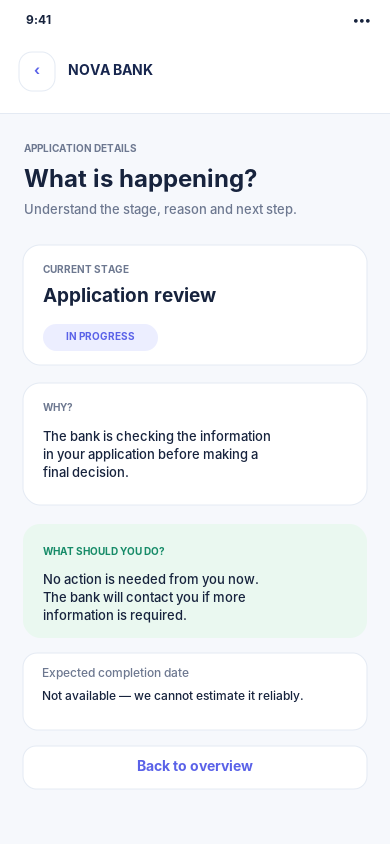 9:41
•••
‹
NOVA BANK
APPLICATION DETAILS
What is happening?
Understand the stage, reason and next step.
CURRENT STAGE
Application review
IN PROGRESS
WHY?
The bank is checking the information
in your application before making a
final decision.
WHAT SHOULD YOU DO?
No action is needed from you now.
The bank will contact you if more
information is required.
Expected completion date
Not available — we cannot estimate it reliably.
Back to overview